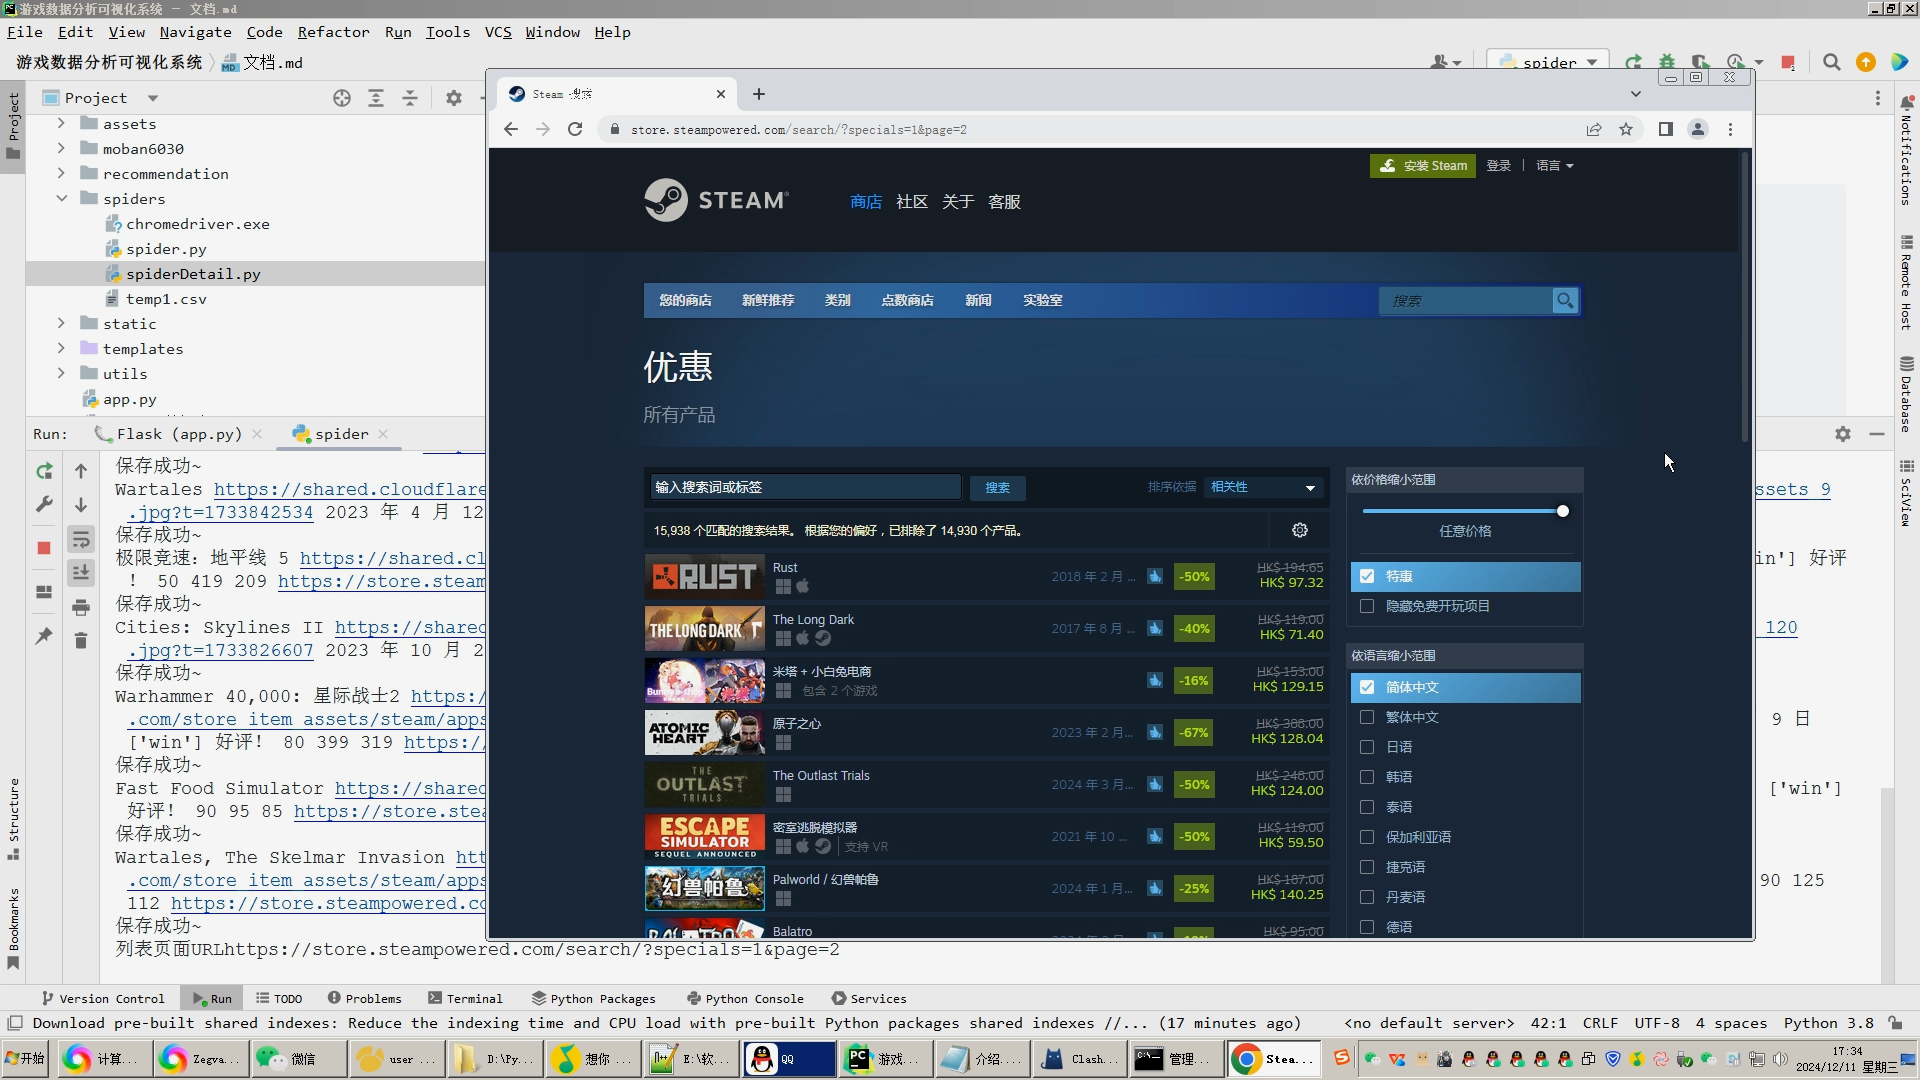 游戏数据分析可视化系统 – 文档.md
File Edit View Navigate Code Refactor Run Tools VCS Window Help
游戏数据分析可视化系统 文档.md
spider
Project
assets
moban6030
recommendation
spiders
chromedriver.exe
spider.py
spiderDetail.py
temp1.csv
static
templates
utils
app.py
Project
Structure
Bookmarks
Notifications
Remote Host
Database
SciView
Steam 搜索
store.steampowered.com/search/?specials=1&page=2
安装 Steam 登录 | 语言
STEAM®
商店 社区 关于 客服
您的商店 新鲜推荐 类别 点数商店 新闻 实验室
搜索
优惠
所有产品
输入搜索词或标签 搜索 排序依据 相关性
15,938 个匹配的搜索结果。 根据您的偏好，已排除了 14,930 个产品。
RUST
Rust
2018 年 2 月 ... -50% HK$ 194.65
HK$ 97.32
THE LONG DARK
The Long Dark
2017 年 8 月 ... -40% HK$ 119.00
HK$ 71.40
米塔 + 小白兔电商
包含 2 个游戏
-16% HK$ 153.00
HK$ 129.15
ATOMIC HEART
原子之心
2023 年 2 月... -67% HK$ 388.00
HK$ 128.04
THE OUTLAST TRIALS
The Outlast Trials
2024 年 3 月... -50% HK$ 248.00
HK$ 124.00
ESCAPE SIMULATOR
SEQUEL ANNOUNCED
密室逃脱模拟器
支持 VR
2021 年 10 ... -50% HK$ 119.00
HK$ 59.50
幻兽帕鲁
Palworld / 幻兽帕鲁
2024 年 1 月... -25% HK$ 187.00
HK$ 140.25
Balatro
HK$ 95.00
依价格缩小范围
任意价格
特惠
隐藏免费开玩项目
依语言缩小范围
简体中文
繁体中文
日语
韩语
泰语
保加利亚语
捷克语
丹麦语
德语
Run: Flask (app.py) spider
保存成功~
Wartales https://shared.cloudflare
ssets 9
.jpg?t=1733842534 2023 年 4 月 12
保存成功~
极限竞速：地平线 5 https://shared.cl
in'] 好评
！ 50 419 209 https://store.steam
保存成功~
Cities: Skylines II https://shared
120
.jpg?t=1733826607 2023 年 10 月 2
保存成功~
Warhammer 40,000: 星际战士2 https:/
.com/store_item_assets/steam/apps
9 日
['win'] 好评！ 80 399 319 https:/
保存成功~
Fast Food Simulator https://shared
['win']
好评！ 90 95 85 https://store.stea
保存成功~
Wartales, The Skelmar Invasion htt
.com/store_item_assets/steam/apps
90 125
112 https://store.steampowered.co
保存成功~
列表页面URLhttps://store.steampowered.com/search/?specials=1&page=2
Version Control Run TODO Problems Terminal Python Packages Python Console Services
Download pre-built shared indexes: Reduce the indexing time and CPU load with pre-built Python packages shared indexes //... (17 minutes ago) <no default server> 42:1 CRLF UTF-8 4 spaces Python 3.8
开始 计算... Zegva... 微信 user ... D:\Py... 想你 ... E:\软... QQ 游戏... 介绍... Clash... 管理... Stea...
17:34
2024/12/11 星期三